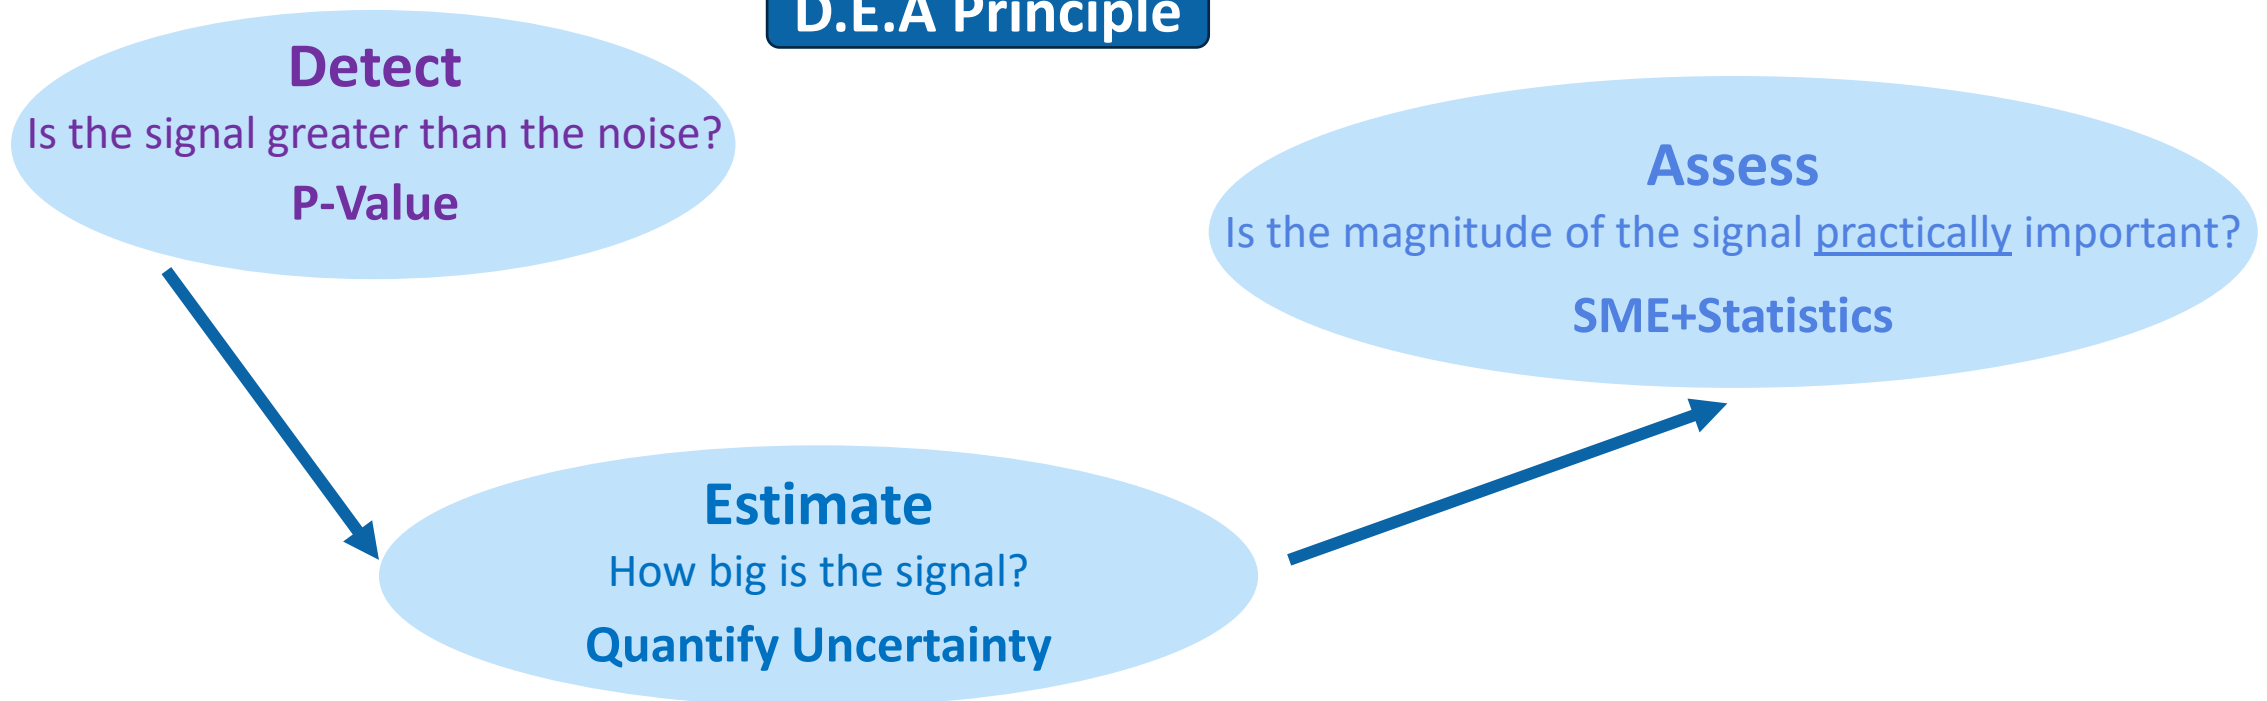 D.E.A Principle
Detect
Is the signal greater than the noise?
P-Value
Estimate
How big is the signal?
Quantify Uncertainty
Assess
Is the magnitude of the signal practically important?
SME+Statistics